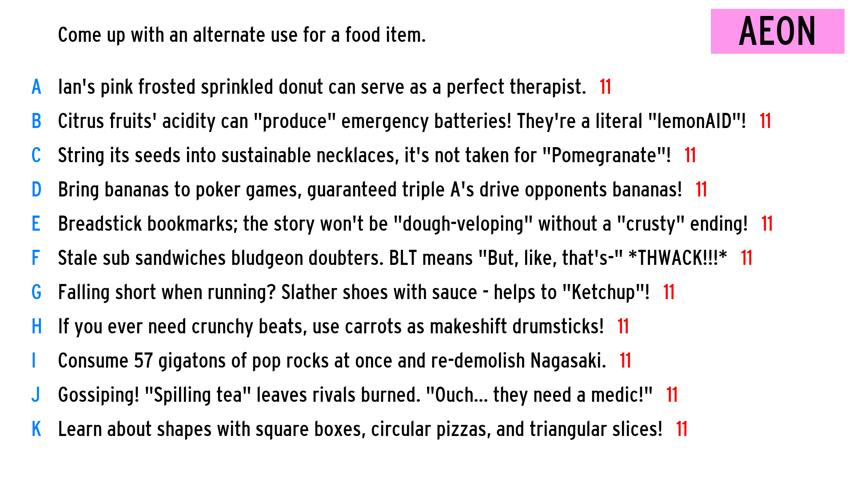 Come up with an alternate use for a food item.
AEON
A Ian's pink frosted sprinkled donut can serve as a perfect therapist. 11
B Citrus fruits' acidity can "produce" emergency batteries! They're a literal "lemonAID"! 11
C String its seeds into sustainable necklaces, it's not taken for "Pomegranate"! 11
D Bring bananas to poker games, guaranteed triple A's drive opponents bananas! 11
E Breadstick bookmarks; the story won't be "dough-veloping" without a "crusty" ending! 11
F Stale sub sandwiches bludgeon doubters. BLT means "But, like, that's-" *THWACK!!!* 11
G Falling short when running? Slather shoes with sauce - helps to "Ketchup"! 11
H If you ever need crunchy beats, use carrots as makeshift drumsticks! 11
I Consume 57 gigatons of pop rocks at once and re-demolish Nagasaki. 11
J Gossiping! "Spilling tea" leaves rivals burned. "Ouch... they need a medic!" 11
K Learn about shapes with square boxes, circular pizzas, and triangular slices! 11